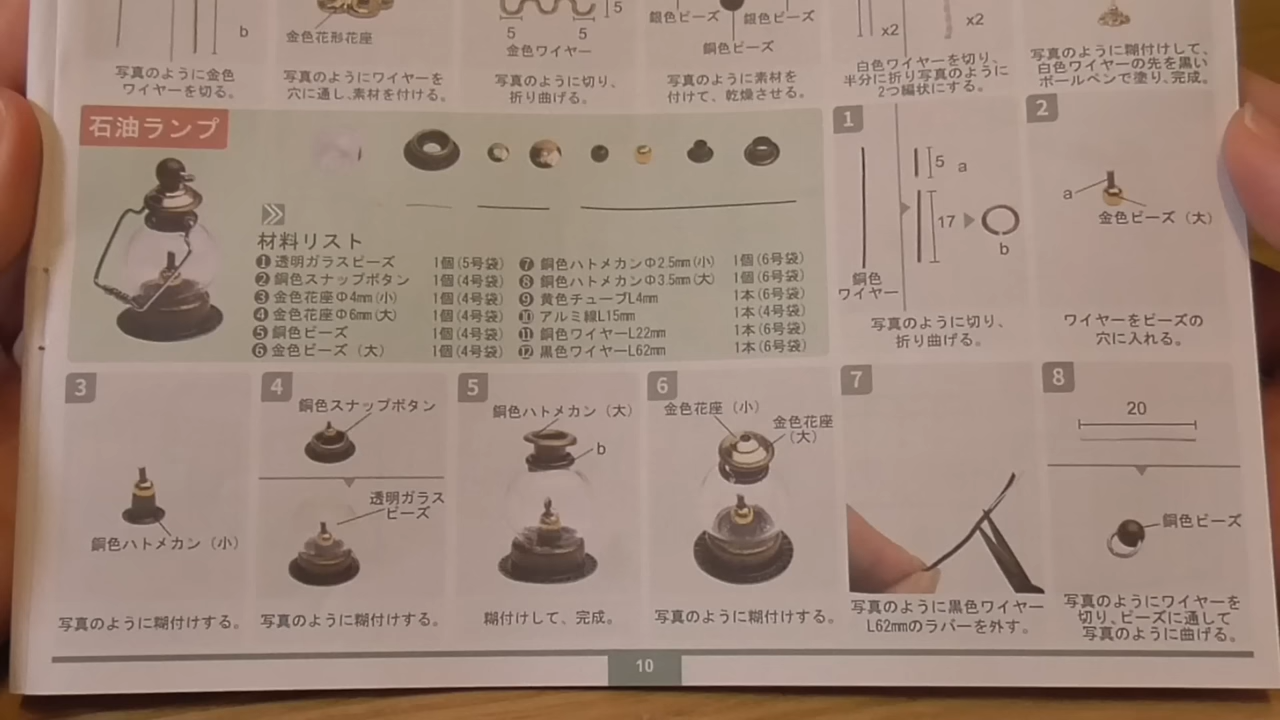 b
写真のように金色
ワイヤーを切る。
金色花形花座
写真のようにワイヤーを
穴に通し、素材を付ける。
5
5
5
金色ワイヤー
写真のように切り、
折り曲げる。
銀色ビーズ
銀色ビーズ
銅色ビーズ
写真のように素材を
付けて、乾燥させる。
x2
x2
白色ワイヤーを切り、
半分に折り写真のように
2つ編状にする。
写真のように糊付けして、
白色ワイヤーの先を黒い
ボールペンで塗り、完成。
石油ランプ
材料リスト
❶透明ガラスビーズ 1個(5号袋)
❷銅色スナップボタン 1個(4号袋)
❸金色花座Φ4mm(小) 1個(4号袋)
❹金色花座Φ6mm(大) 1個(4号袋)
❺銅色ビーズ 1個(4号袋)
❻金色ビーズ(大) 1個(4号袋)
❼銅色ハトメカンΦ2.5mm(小) 1個(6号袋)
❽銅色ハトメカンΦ3.5mm(大) 1個(6号袋)
❾黄色チューブL4mm 1本(6号袋)
❿アルミ線L15mm 1本(4号袋)
⓫銅色ワイヤーL22mm 1本(6号袋)
⓬黒色ワイヤーL62mm 1本(6号袋)
1
5 a
17
b
銅色
ワイヤー
写真のように切り、
折り曲げる。
2
a
金色ビーズ(大)
ワイヤーをビーズの
穴に入れる。
3
銅色ハトメカン(小)
写真のように糊付けする。
4
銅色スナップボタン
透明ガラス
ビーズ
写真のように糊付けする。
5
銅色ハトメカン(大)
b
糊付けして、完成。
6
金色花座(小)
金色花座
(大)
写真のように糊付けする。
7
写真のように黒色ワイヤー
L62mmのラバーを外す。
8
20
銅色ビーズ
写真のようにワイヤーを
切り、ビーズに通して
写真のように曲げる。
10